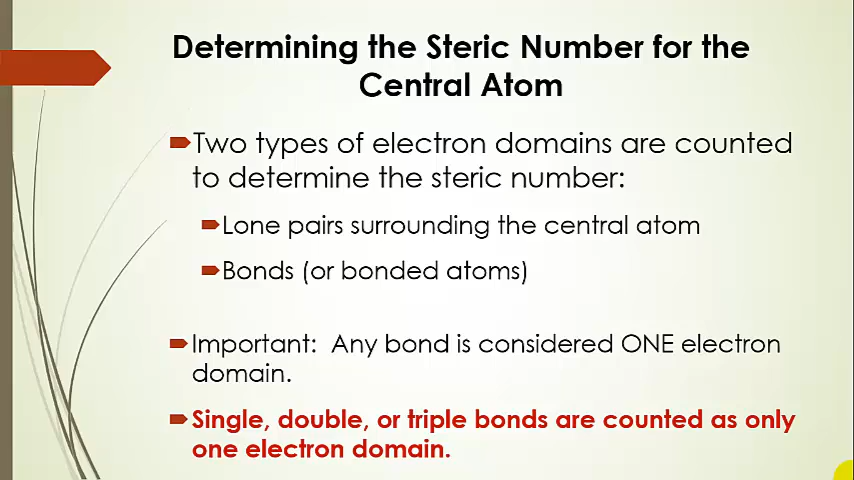 Determining the Steric Number for the
Central Atom
Two types of electron domains are counted
to determine the steric number:
Lone pairs surrounding the central atom
Bonds (or bonded atoms)
Important:  Any bond is considered ONE electron
domain.
Single, double, or triple bonds are counted as only
one electron domain.